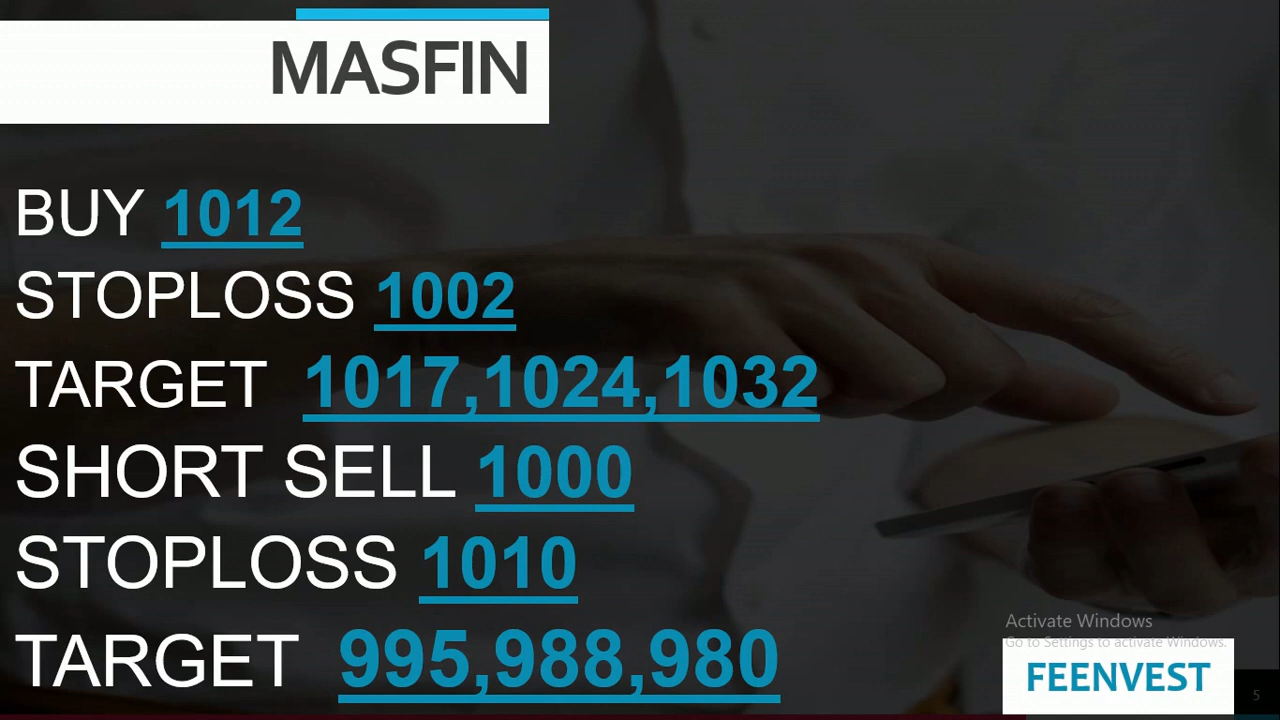 MASFIN
BUY 1012
STOPLOSS 1002
TARGET 1017,1024,1032
SHORT SELL 1000
STOPLOSS 1010
TARGET 995,988,980
Activate Windows
Go to Settings to activate Windows.
FEENVEST
5